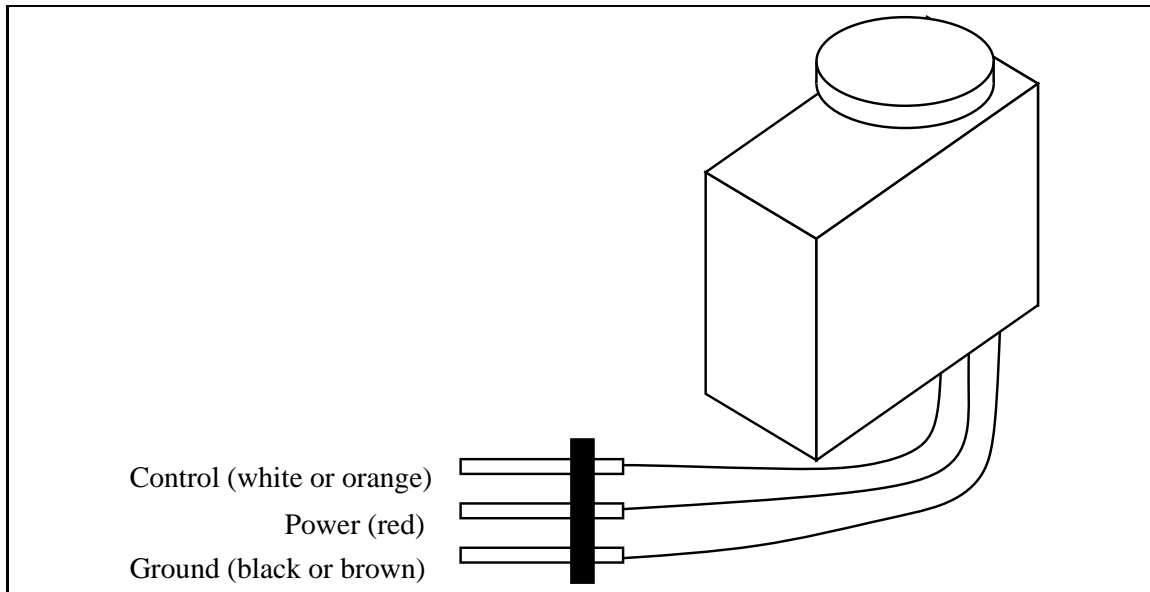 Control (white or orange)
Power (red)
Ground (black or brown)